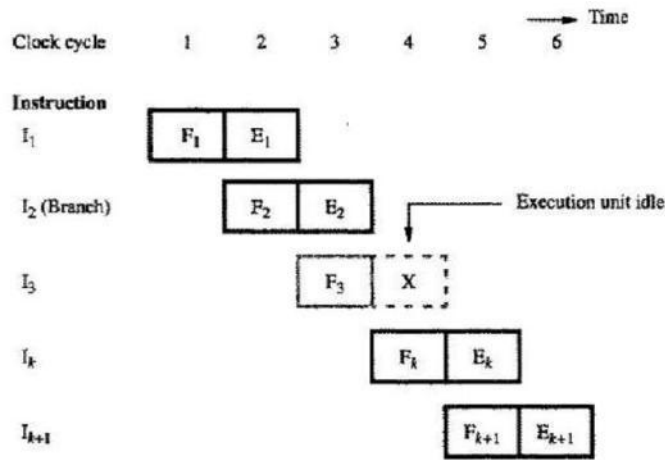 Time
Clock cycle 1 2 3 4 5 6
Instruction
I₁ F₁ E₁
I₂ (Branch) F₂ E₂ Execution unit idle
I₃ F₃ X
Iₖ Fₖ Eₖ
Iₖ₊₁ Fₖ₊₁ Eₖ₊₁